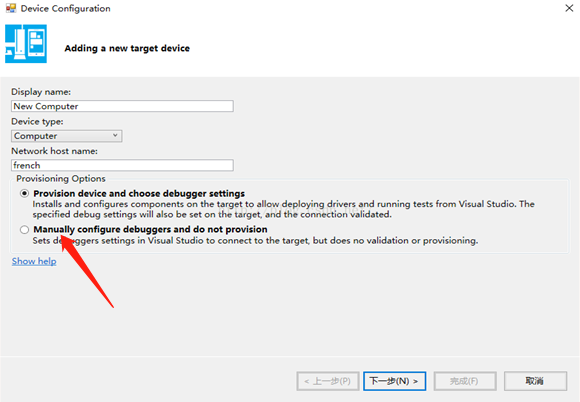 Device Configuration
Adding a new target device
Display name:
New Computer
Device type:
Computer
Network host name:
french
Provisioning Options
Provision device and choose debugger settings
Installs and configures components on the target to allow deploying drivers and running tests from Visual Studio. The
specified debug settings will also be set on the target, and the connection validated.
Manually configure debuggers and do not provision
Sets debuggers settings in Visual Studio to connect to the target, but does no validation or provisioning.
Show help
< 上一步(P)
下一步(N) >
完成(F)
取消